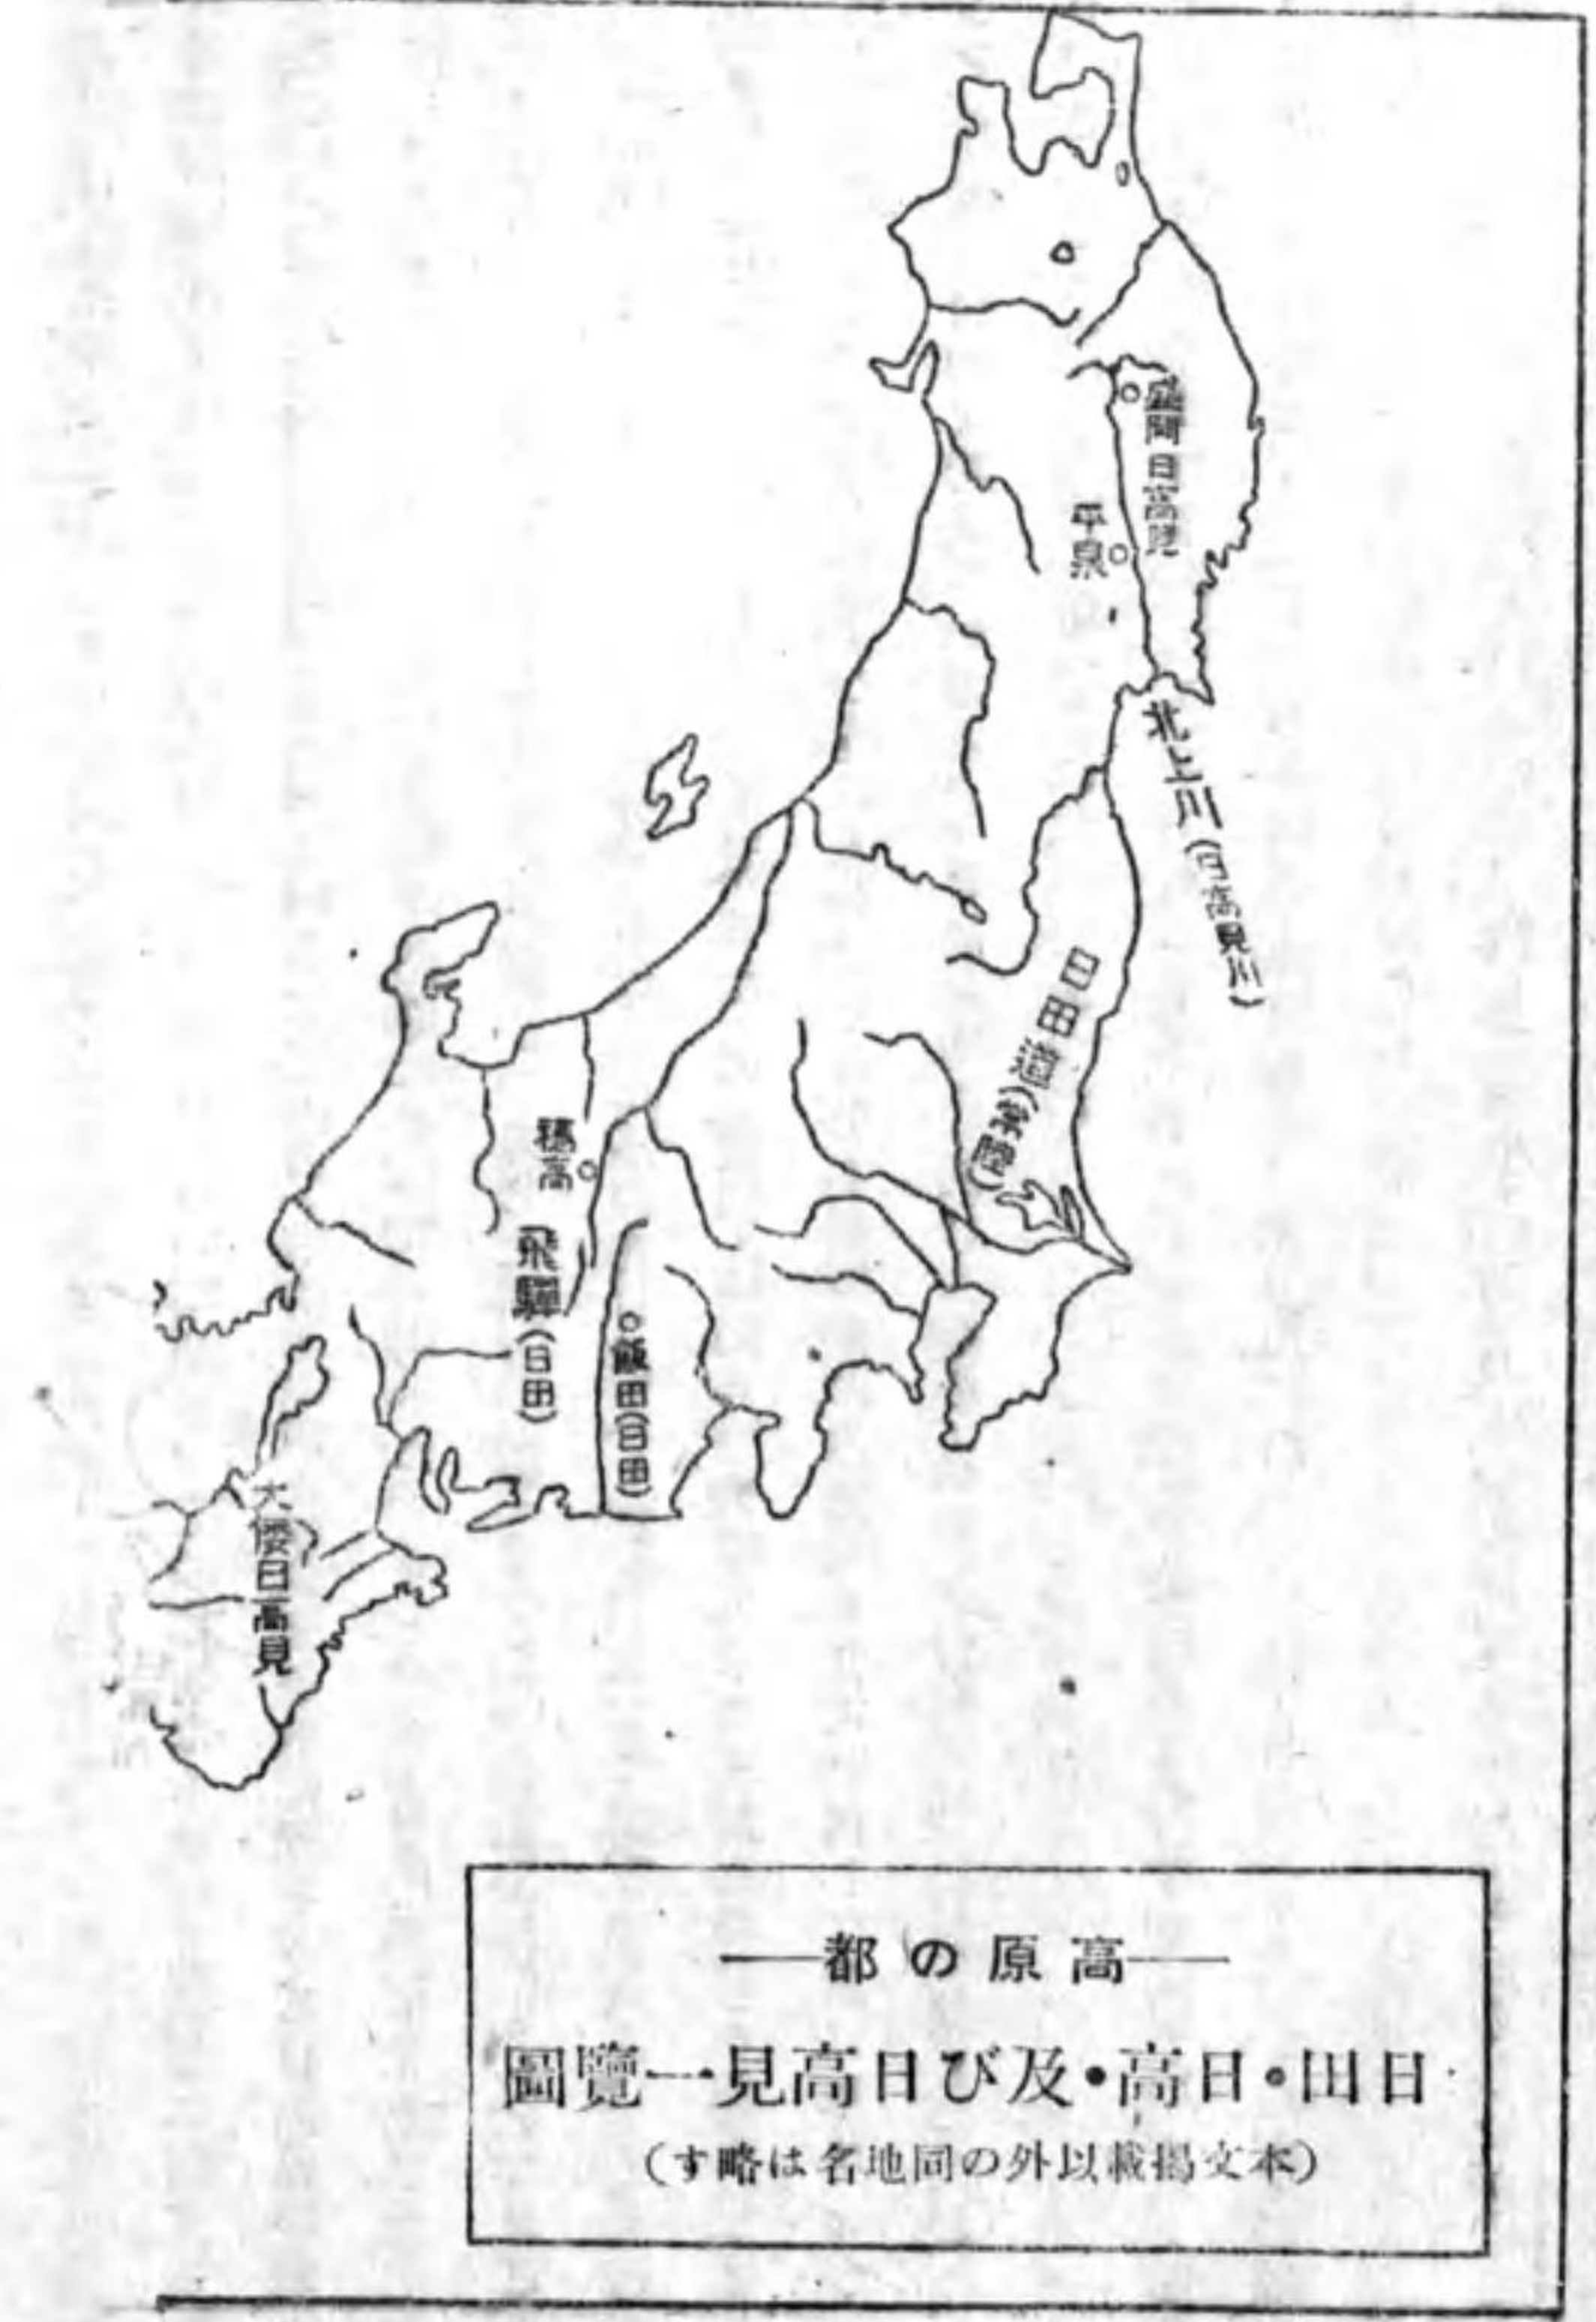 盛岡日高
平泉
北上川(日高見川)
日田道(常陸)
穗高
飛驒(日田)
飯田(日田)
大倭日高見
高原の都
日田・日高・及び日高見一覽圖
(本文揭載以外の同地名は略す)